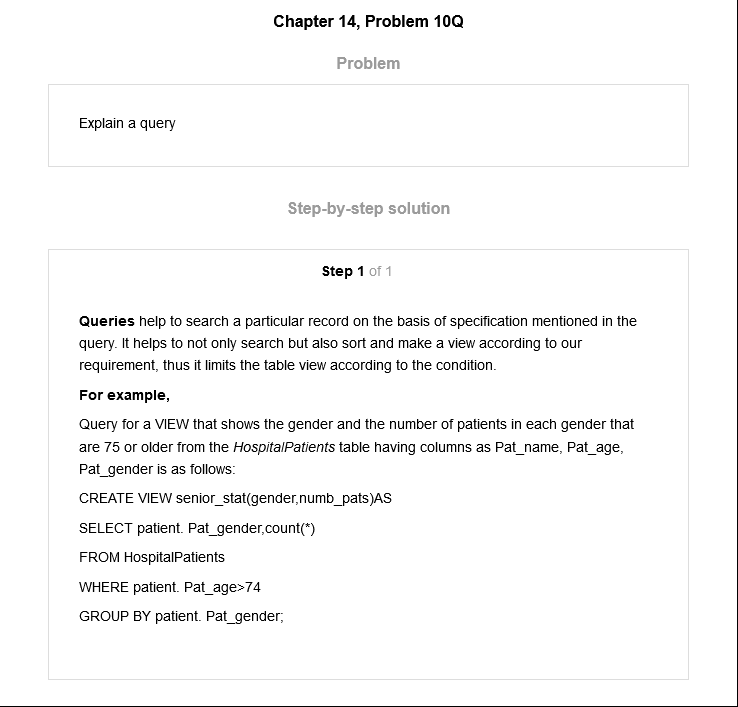 Chapter 14, Problem 10Q
Problem
Explain a query
Step-by-step solution
Step 1 of 1
Queries help to search a particular record on the basis of specification mentioned in the
query. It helps to not only search but also sort and make a view according to our
requirement, thus it limits the table view according to the condition.
For example,
Query for a VIEW that shows the gender and the number of patients in each gender that
are 75 or older from the HospitalPatients table having columns as Pat_name, Pat_age,
Pat_gender is as follows:
CREATE VIEW senior_stat(gender,numb_pats)AS
SELECT patient. Pat_gender,count(*)
FROM HospitalPatients
WHERE patient. Pat_age>74
GROUP BY patient. Pat_gender;